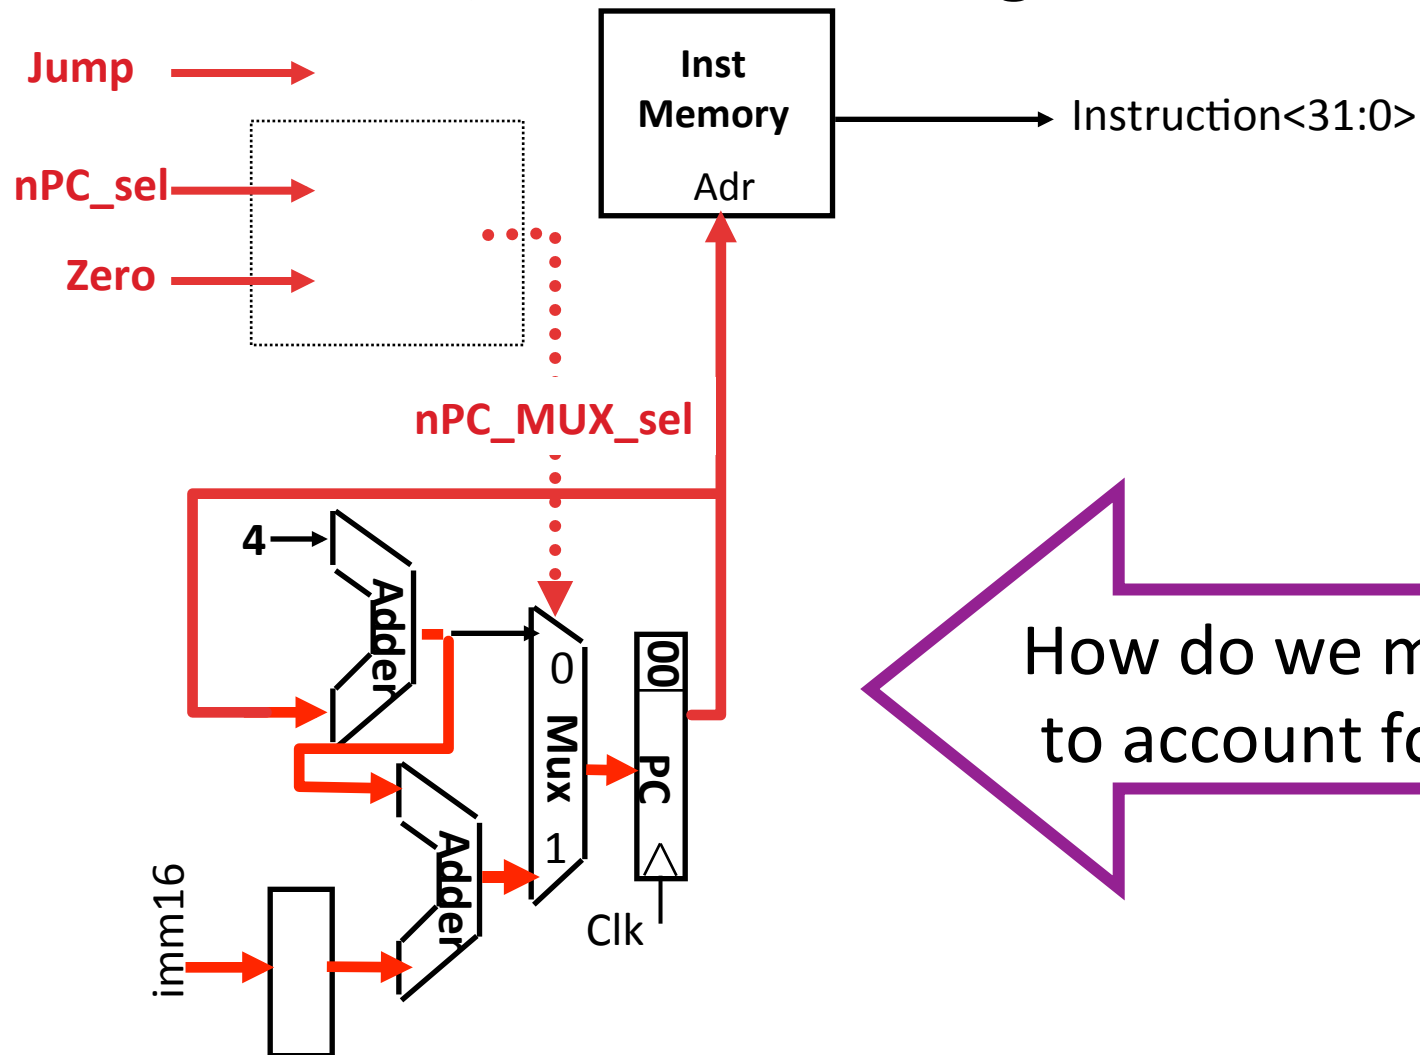 Jump
Inst
Memory
Adr
Instruction<31:0>
nPC_sel
Zero
nPC_MUX_sel
4
Adder
0
Mux
1
00
PC
Clk
Adder
imm16
How do we
to account